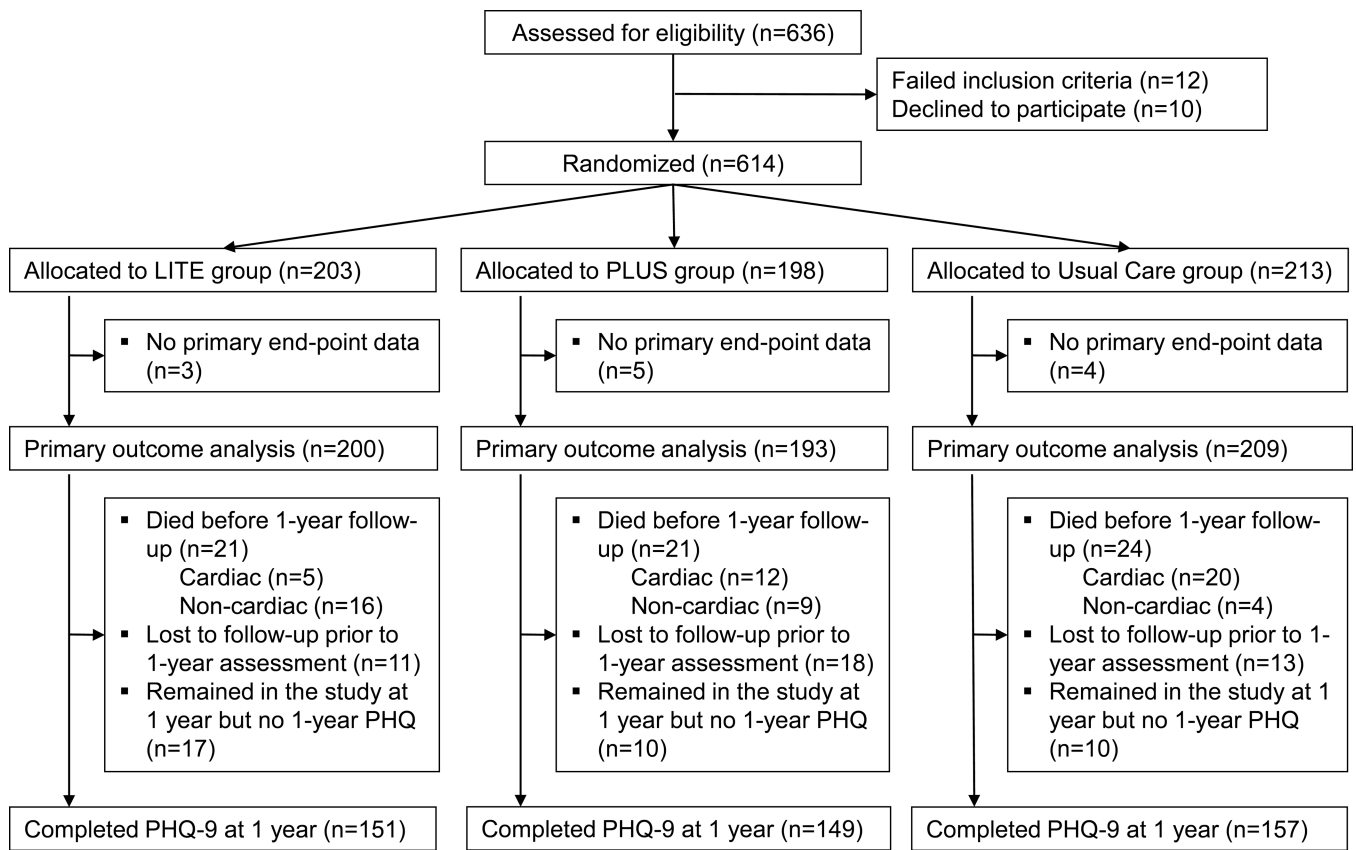 Assessed for eligibility (n=636)
Failed inclusion criteria (n=12)
Declined to participate (n=10)
Randomized (n=614)
Allocated to LITE group (n=203)
Allocated to PLUS group (n=198)
Allocated to Usual Care group (n=213)
▪ No primary end-point data
(n=3)
▪ No primary end-point data
(n=5)
▪ No primary end-point data
(n=4)
Primary outcome analysis (n=200)
Primary outcome analysis (n=193)
Primary outcome analysis (n=209)
▪ Died before 1-year follow-
up (n=21)
Cardiac (n=5)
Non-cardiac (n=16)
▪ Lost to follow-up prior to
1-year assessment (n=11)
▪ Remained in the study at
1 year but no 1-year PHQ
(n=17)
▪ Died before 1-year follow-
up (n=21)
Cardiac (n=12)
Non-cardiac (n=9)
▪ Lost to follow-up prior to
1-year assessment (n=18)
▪ Remained in the study at
1 year but no 1-year PHQ
(n=10)
▪ Died before 1-year follow-
up (n=24)
Cardiac (n=20)
Non-cardiac (n=4)
▪ Lost to follow-up prior to 1-
year assessment (n=13)
▪ Remained in the study at 1
year but no 1-year PHQ
(n=10)
Completed PHQ-9 at 1 year (n=151)
Completed PHQ-9 at 1 year (n=149)
Completed PHQ-9 at 1 year (n=157)